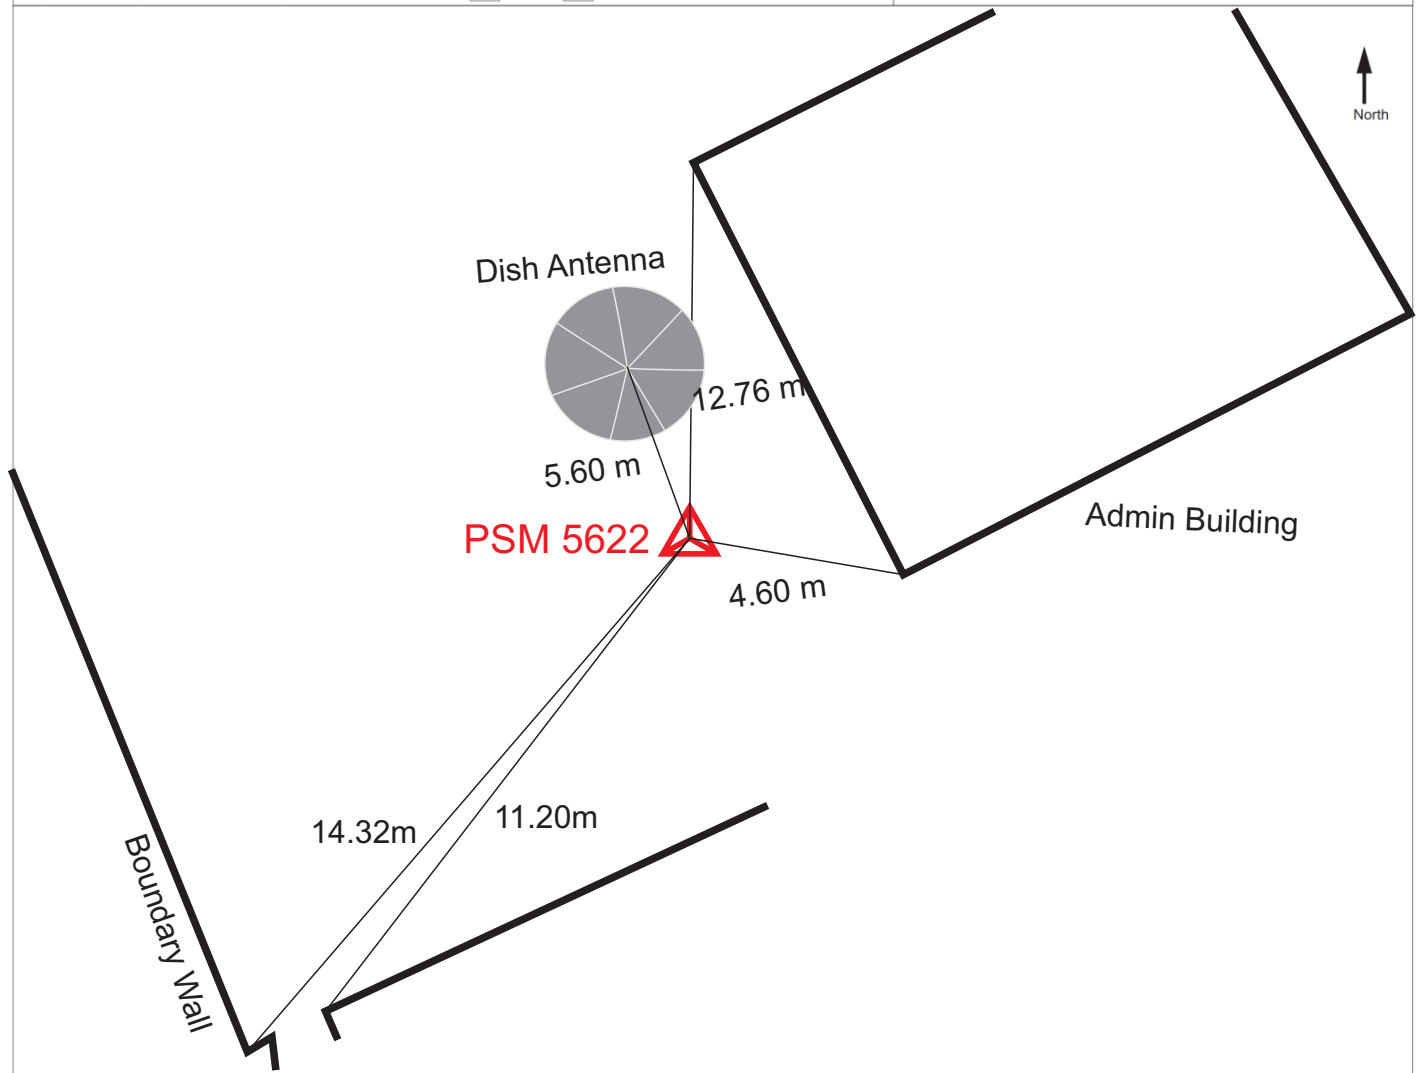 North
Dish Antenna
12.76 m
5.60 m
PSM 5622
Admin Building
4.60 m
14.32m
11.20m
Boundary Wall